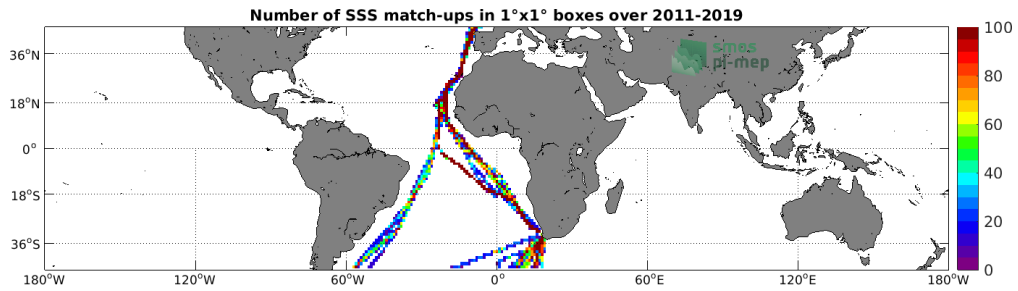 Number of SSS match-ups in 1°x1° boxes over 2011-2019
smos
pi-mep
36°N
18°N
0°
18°S
36°S
180°W 120°W 60°W 0° 60°E 120°E 180°W
100
80
60
40
20
0